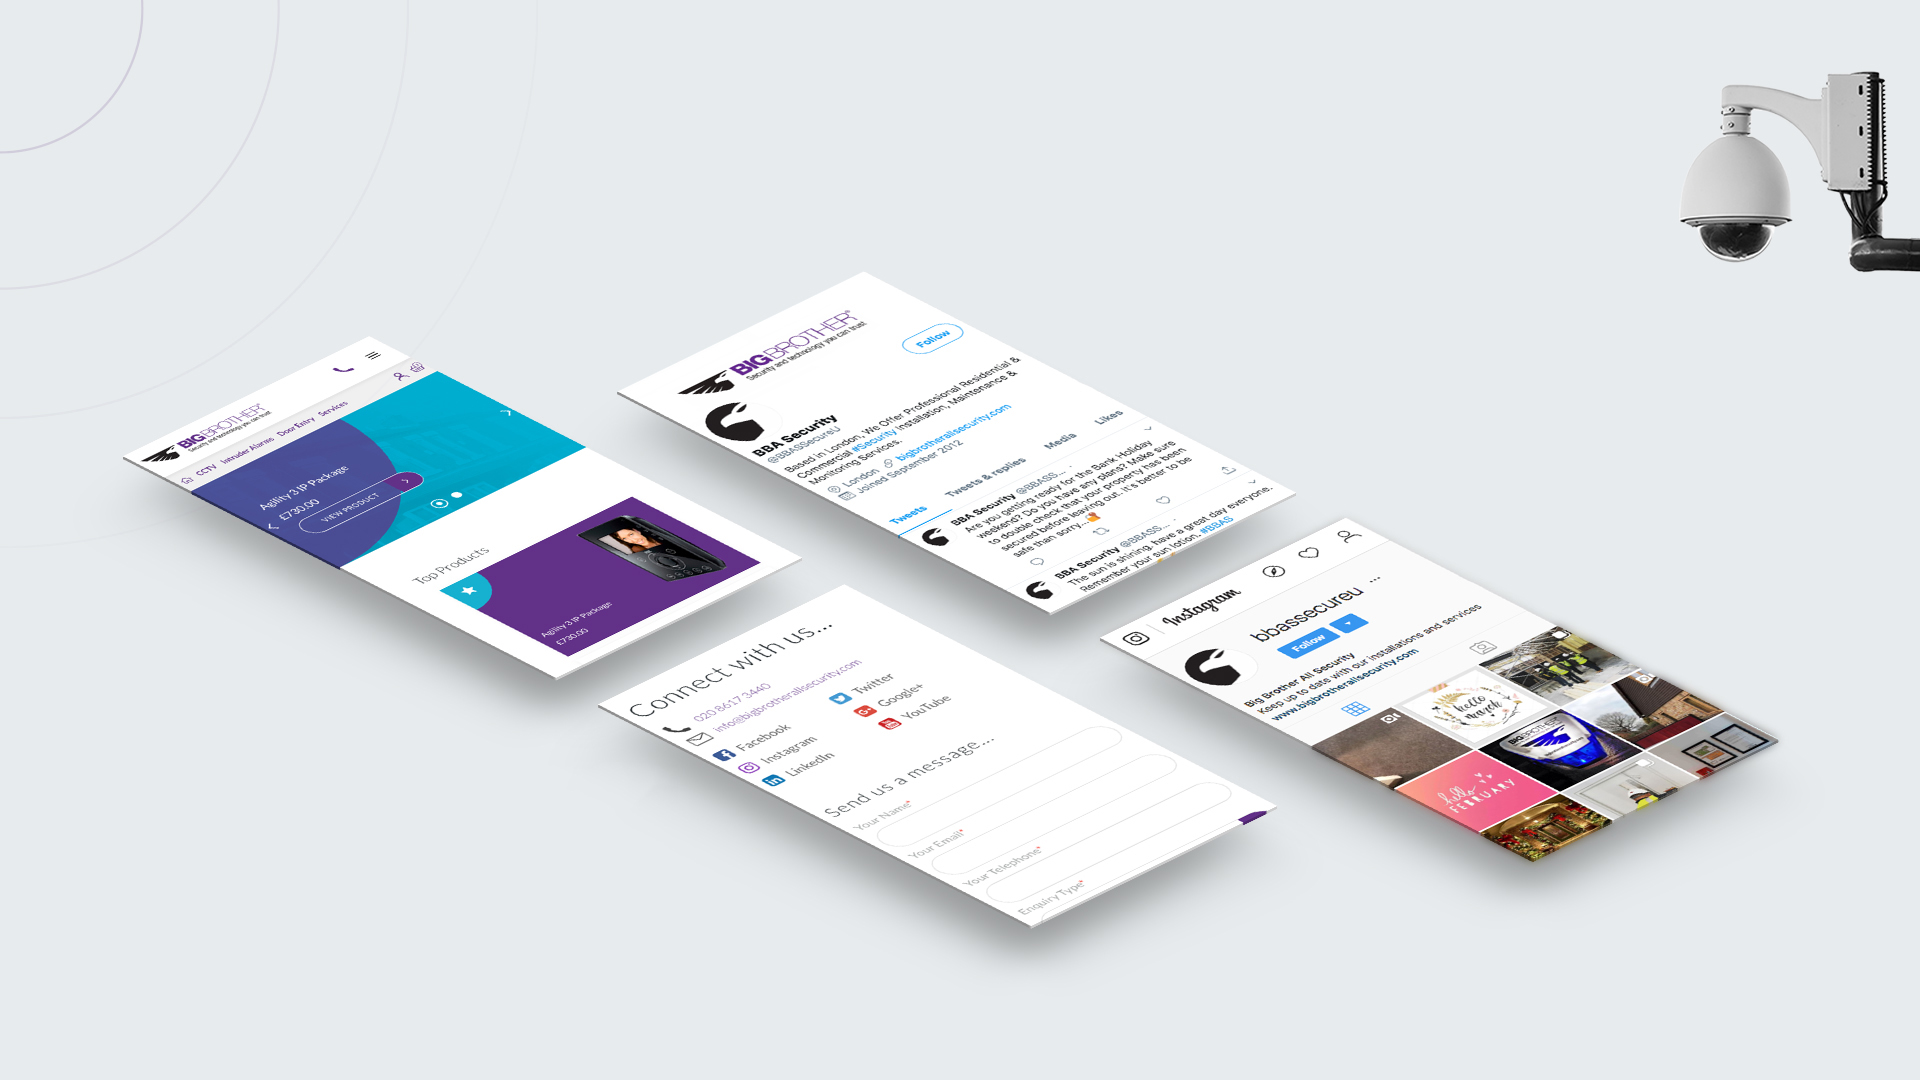 BIGBROTHER
Security and technology you can trust
CCTV Intruder Alarms Door Entry Services
Agility 3 IP Package
£730.00
VIEW PRODUCT
Top Products
Agility 3 IP Package
£730.00
BIGBROTHER
Security and technology you can trust
Follow
BBA Security
@BBASSecureU
Based in London, We Offer Professional Residential &
Commercial #Security Installation, Maintenance &
Monitoring Services.
London bigbrotherallsecurity.com
Joined September 2012
Tweets Tweets & replies Media Likes
BBA Security @BBASS... ·
Are you getting ready for the Bank Holiday
weekend? Do you have any plans? Make sure
to double check that your property has been
secured before leaving out. It's better to be
safe than sorry...
BBA Security @BBASS... ·
The sun is shining, have a great day everyone.
Remember your sun lotion. #BBAS
Connect with us...
020 8617 3440
info@bigbrotherallsecurity.com
Facebook
Instagram
LinkedIn
Twitter
Google+
YouTube
Send us a message...
Your Name*
Your Email*
Your Telephone*
Enquiry Type*
Instagram
bbassecureu ...
Follow
Big Brother All Security
Keep up to date with our installations and services
www.bigbrotherallsecurity.com
hello
march
BIGBROTHER
hello
FEBRUARY